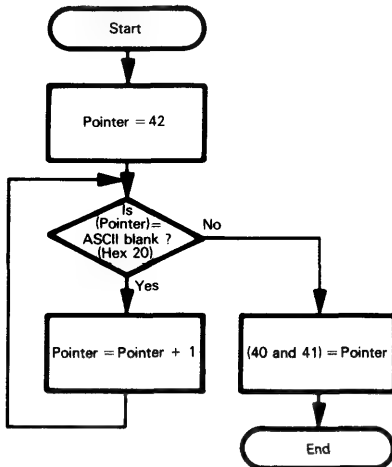 Start
Pointer = 42
Is
(Pointer)=
ASCII blank ?
(Hex 20)
No
Yes
Pointer = Pointer + 1
(40 and 41) = Pointer
End